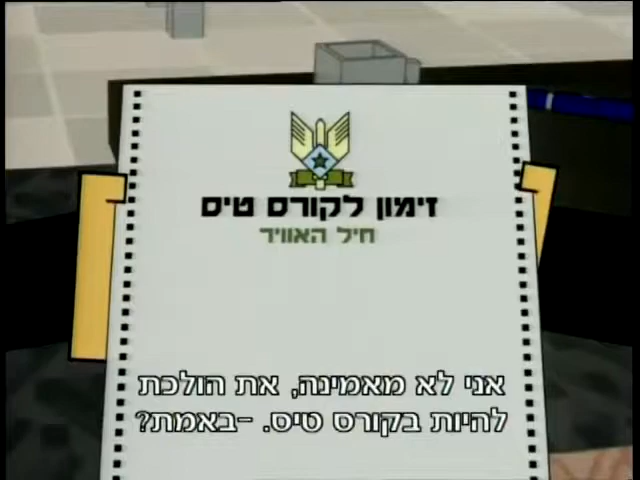 זימון לקורס טיס
חיל האוויר
אני לא מאמינה, את הולכת
להיות בקורס טיס. -באמת?